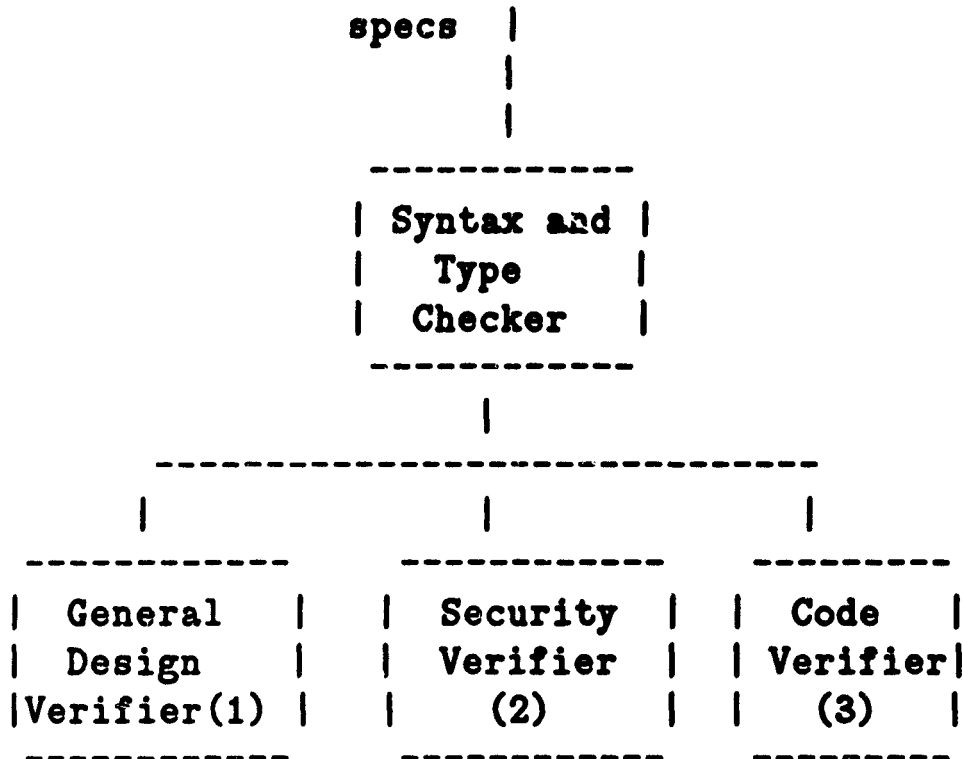 specs |
|
|
------------
| Syntax and |
| Type |
| Checker |
------------
|
------------------------------
| | |
------------ ------------ ---------
| General | | Security | | Code |
| Design | | Verifier | | Verifier|
|Verifier(1) | | (2) | | (3) |
------------ ------------ ---------